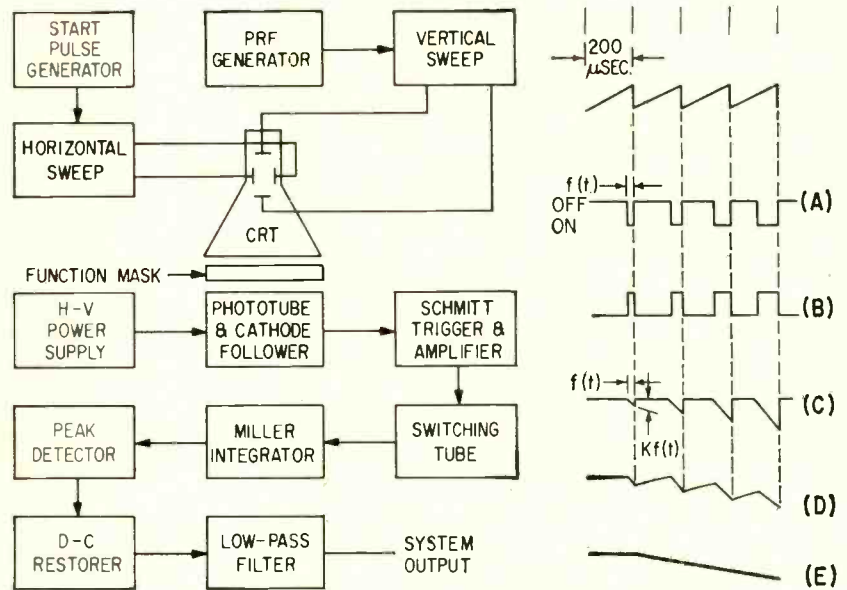 START
PULSE
GENERATOR
PRF
GENERATOR
VERTICAL
SWEEP
HORIZONTAL
SWEEP
CRT
FUNCTION MASK
H-V
POWER
SUPPLY
PHOTOTUBE
& CATHODE
FOLLOWER
SCHMITT
TRIGGER &
AMPLIFIER
PEAK
DETECTOR
MILLER
INTEGRATOR
SWITCHING
TUBE
D-C
RESTORER
LOW-PASS
FILTER
SYSTEM
OUTPUT
200
µSEC.
f(t)
OFF
ON
(A)
(B)
f(t)
Kf(t)
(C)
(D)
(E)